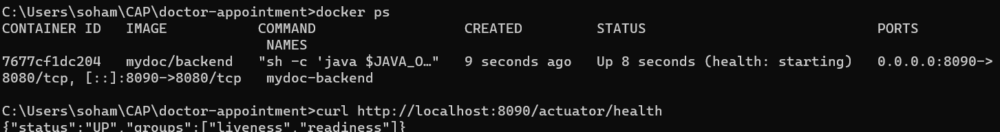 C:\Users\soham\CAP\doctor-appointment>docker ps
CONTAINER ID   IMAGE           COMMAND                  CREATED         STATUS                            PORTS
                                NAMES
7677cf1dc204   mydoc/backend   "sh -c 'java $JAVA_O…"   9 seconds ago   Up 8 seconds (health: starting)   0.0.0.0:8090->
8080/tcp, [::]:8090->8080/tcp   mydoc-backend
C:\Users\soham\CAP\doctor-appointment>curl http://localhost:8090/actuator/health
{"status":"UP","groups":["liveness","readiness"]}